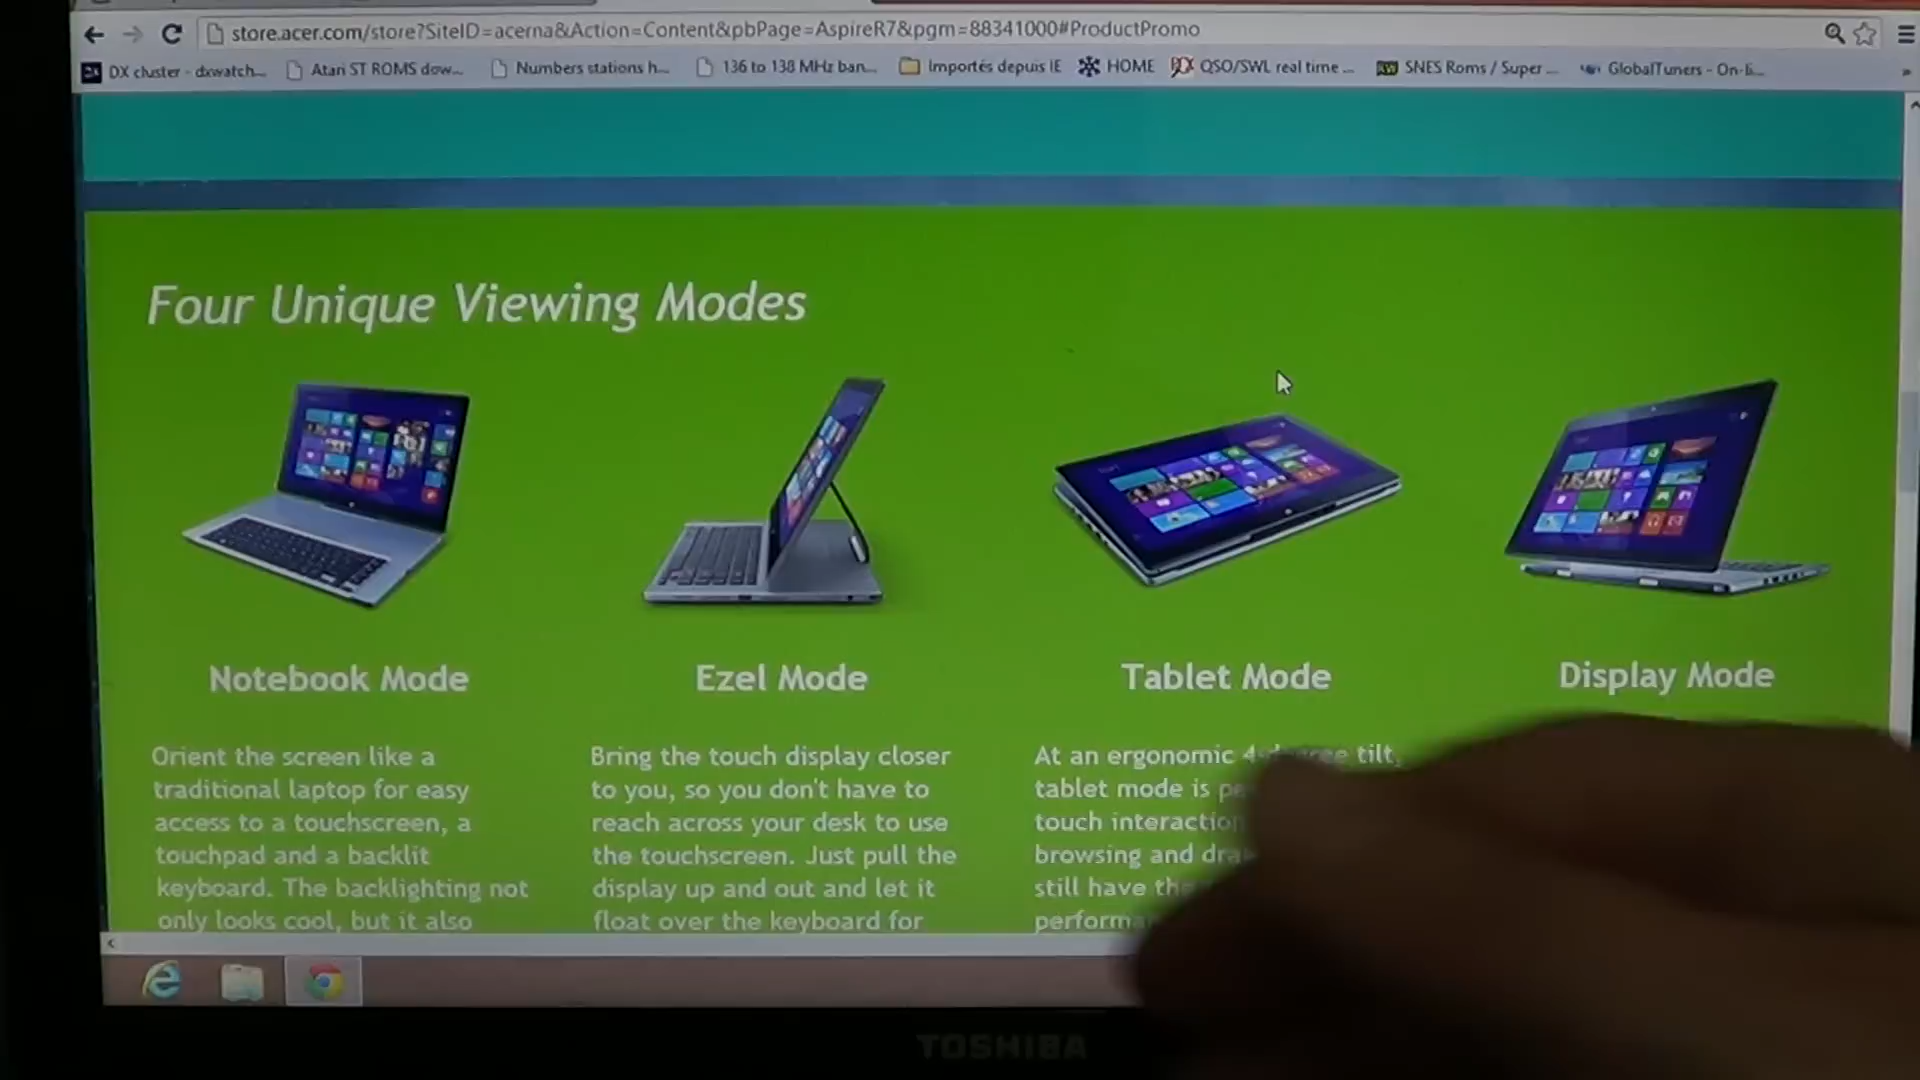 store.acer.com/store?SiteID=acerna&Action=Content&pbPage=AspireR7&pgm=88341000#ProductPromo
DX cluster - dxwatch... Atari ST ROMS dow... Numbers stations h... 136 to 138 MHz ban... Importés depuis IE HOME QSO/SWL real time ... SNES Roms / Super ... GlobalTuners - On-li...
Four Unique Viewing Modes
Notebook Mode
Orient the screen like a
traditional laptop for easy
access to a touchscreen, a
touchpad and a backlit
keyboard. The backlighting not
only looks cool, but it also
Ezel Mode
Bring the touch display closer
to you, so you don't have to
reach across your desk to use
the touchscreen. Just pull the
display up and out and let it
float over the keyboard for
Tablet Mode
At an ergonomic 4-degree tilt,
tablet mode is
touch interaction
browsing and
still have
Display Mode
TOSHIBA